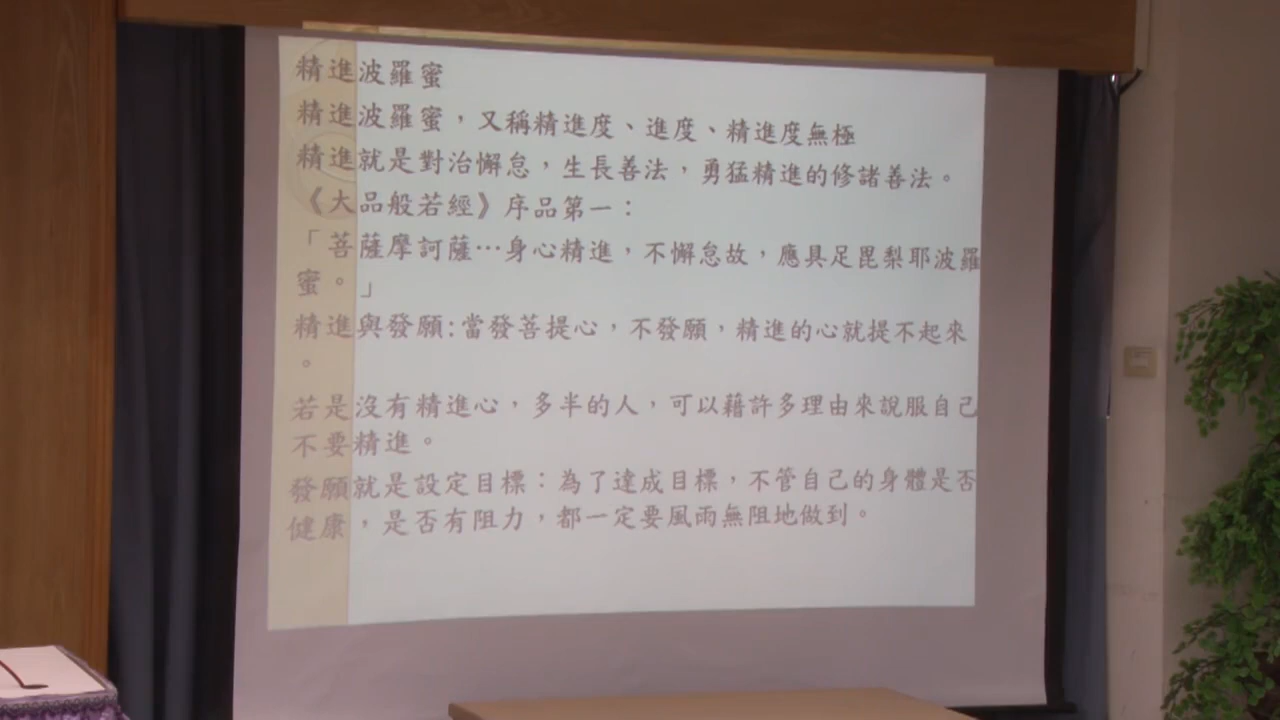 精進波羅蜜
精進波羅蜜，又稱精進度、進度、精進度無極
精進就是對治懈怠，生長善法，勇猛精進的修諸善法。
《大品般若經》序品第一：
「菩薩摩訶薩…身心精進，不懈怠故，應具足毘梨耶波羅
蜜。」
精進與發願:當發菩提心，不發願，精進的心就提不起來
。
若是沒有精進心，多半的人，可以藉許多理由來說服自己
不要精進。
發願就是設定目標：為了達成目標，不管自己的身體是否
健康，是否有阻力，都一定要風雨無阻地做到。